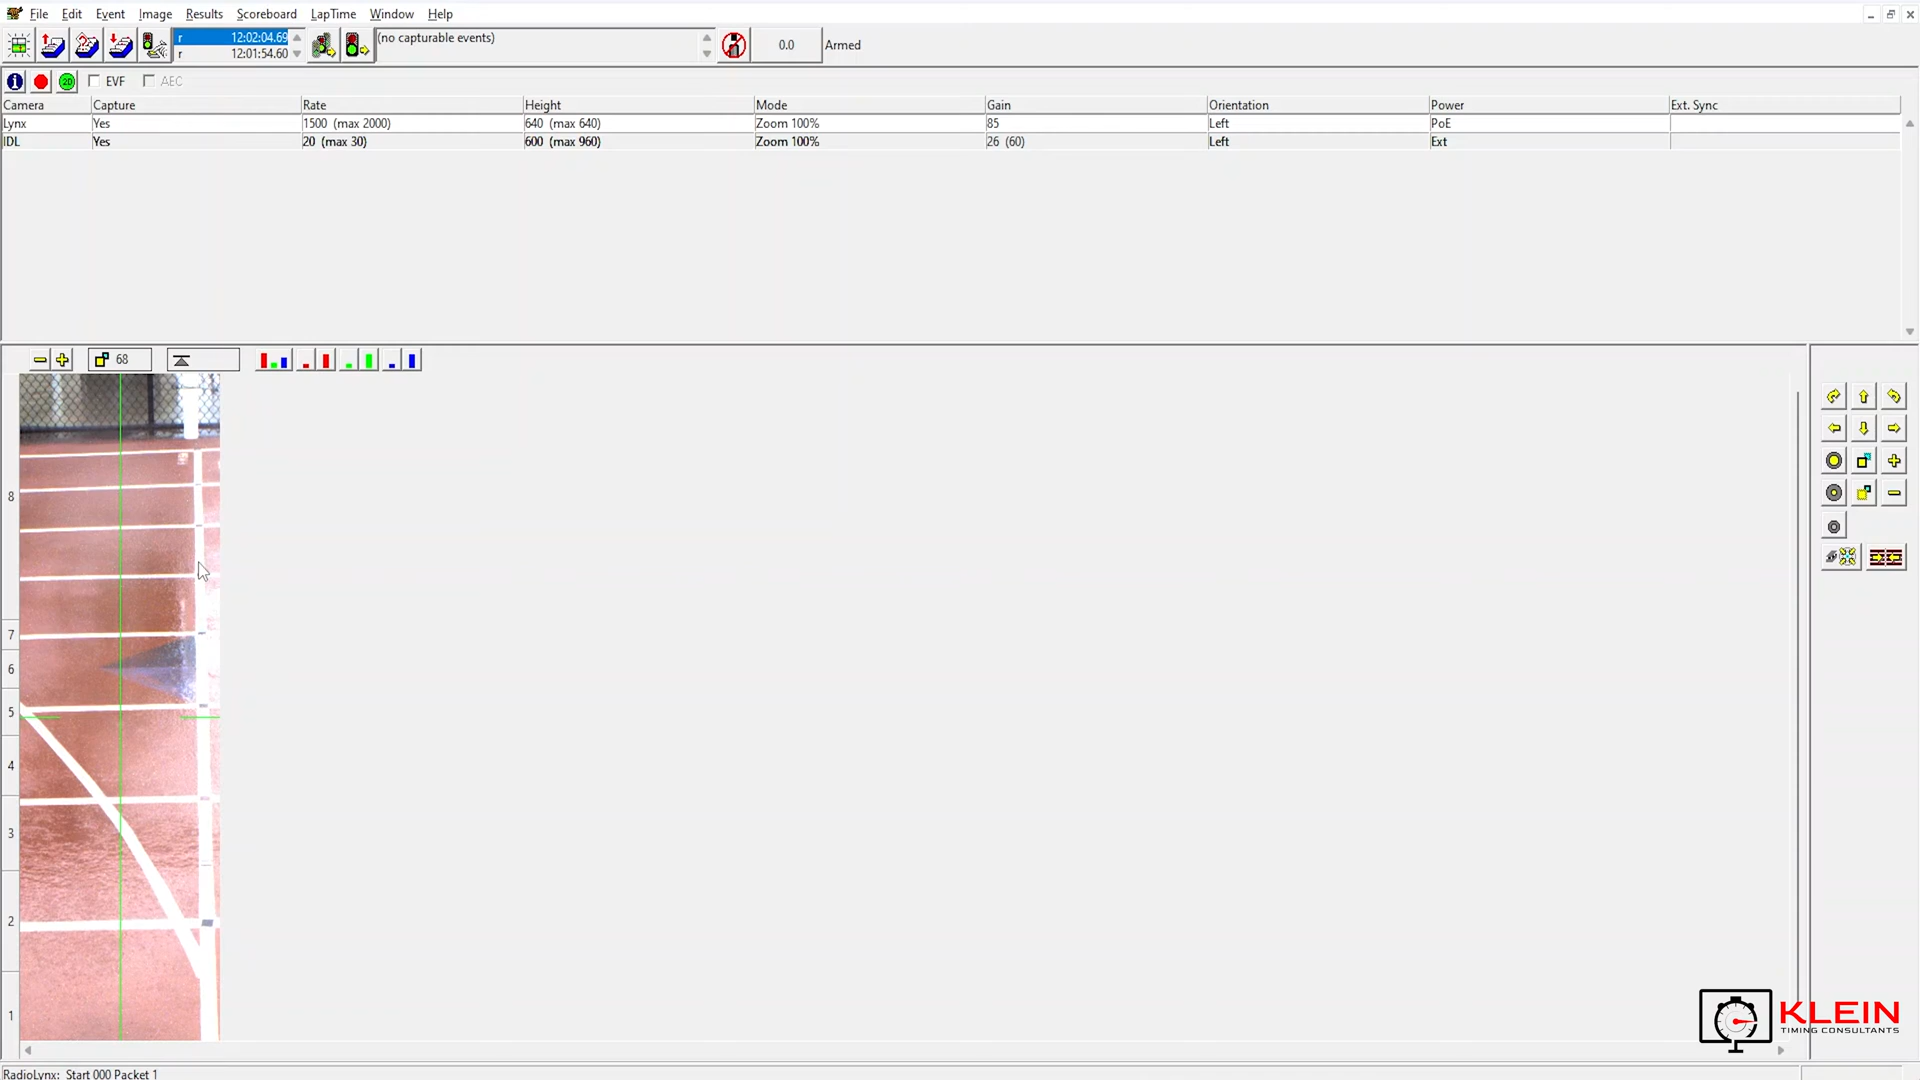 File Edit Event Image Results Scoreboard LapTime Window Help
r 12:02:04.69
r 12:01:54.60
(no capturable events)
0.0
Armed
2D
EVF
AEC
Camera Capture Rate Height Mode Gain Orientation Power Ext. Sync
Lynx Yes 1500 (max 2000) 640 (max 640) Zoom 100% 85 Left PoE
IDL Yes 20 (max 30) 600 (max 960) Zoom 100% 26 (60) Left Ext
68
8
7
6
5
4
3
2
1
KLEIN
TIMING CONSULTANTS
RadioLynx: Start 000 Packet 1